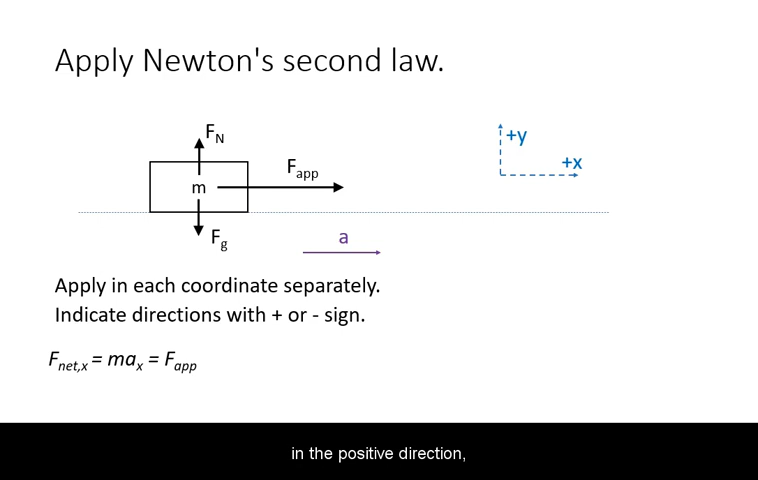 Apply Newton's second law.
F_N
+y
+x
F_app
m
F_g
a
Apply in each coordinate separately.
Indicate directions with + or - sign.
F_net,x = ma_x = F_app
in the positive direction,